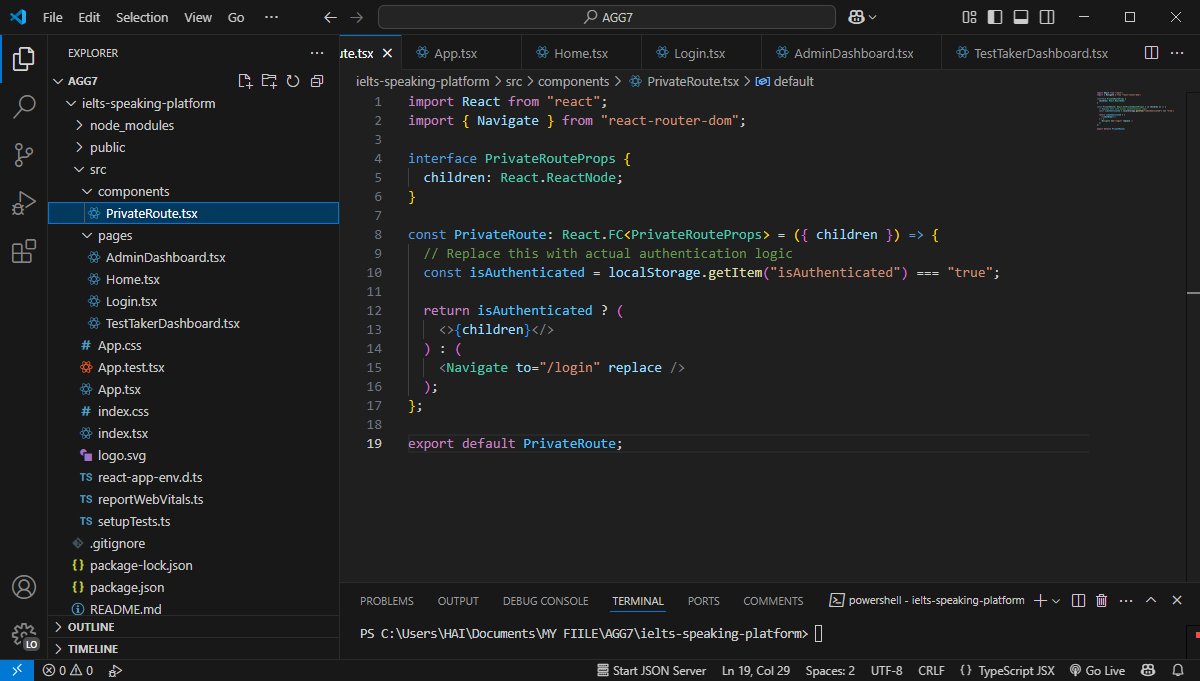 File Edit Selection View Go ··· AGG7
EXPLORER ···
AGG7
ielts-speaking-platform
node_modules
public
src
components
PrivateRoute.tsx
pages
AdminDashboard.tsx
Home.tsx
Login.tsx
TestTakerDashboard.tsx
# App.css
App.test.tsx
App.tsx
# index.css
index.tsx
logo.svg
TS react-app-env.d.ts
TS reportWebVitals.ts
TS setupTests.ts
.gitignore
{} package-lock.json
{} package.json
README.md
OUTLINE
TIMELINE
LO
ute.tsx App.tsx Home.tsx Login.tsx AdminDashboard.tsx TestTakerDashboard.tsx ···
ielts-speaking-platform > src > components > PrivateRoute.tsx > default
1 import React from "react";
2 import { Navigate } from "react-router-dom";
3
4 interface PrivateRouteProps {
5 children: React.ReactNode;
6 }
7
8 const PrivateRoute: React.FC<PrivateRouteProps> = ({ children }) => {
9 // Replace this with actual authentication logic
10 const isAuthenticated = localStorage.getItem("isAuthenticated") === "true";
11
12 return isAuthenticated ? (
13 <>{children}</>
14 ) : (
15 <Navigate to="/login" replace />
16 );
17 };
18
19 export default PrivateRoute;
PROBLEMS OUTPUT DEBUG CONSOLE TERMINAL PORTS COMMENTS powershell - ielts-speaking-platform ···
PS C:\Users\HAI\Documents\MY FIILE\AGG7\ielts-speaking-platform>
0 0 Start JSON Server Ln 19, Col 29 Spaces: 2 UTF-8 CRLF {} TypeScript JSX Go Live